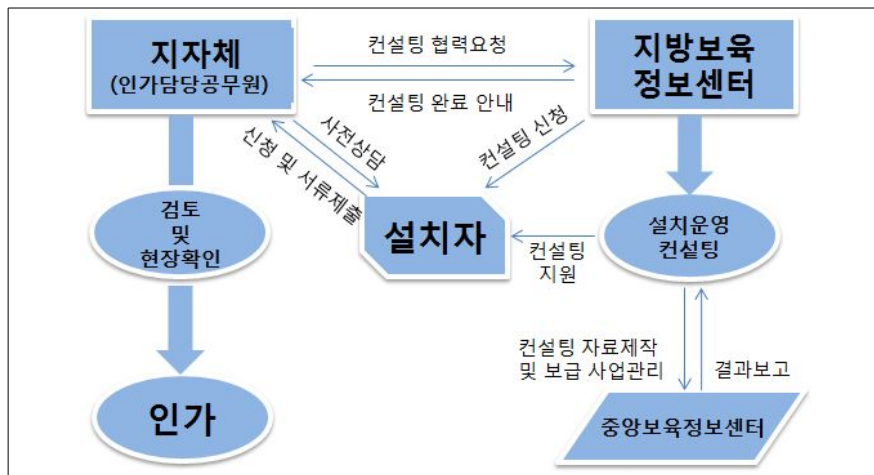 지자체
(인가담당공무원)
컨설팅 협력요청
컨설팅 완료 안내
지방보육
정보센터
사전상담
신청 및 서류제출
컨설팅 신청
검토
및
현장확인
설치자
컨설팅
지원
설치운영
컨설팅
컨설팅 자료제작
및 보급 사업관리
결과보고
인가
중앙보육정보센터